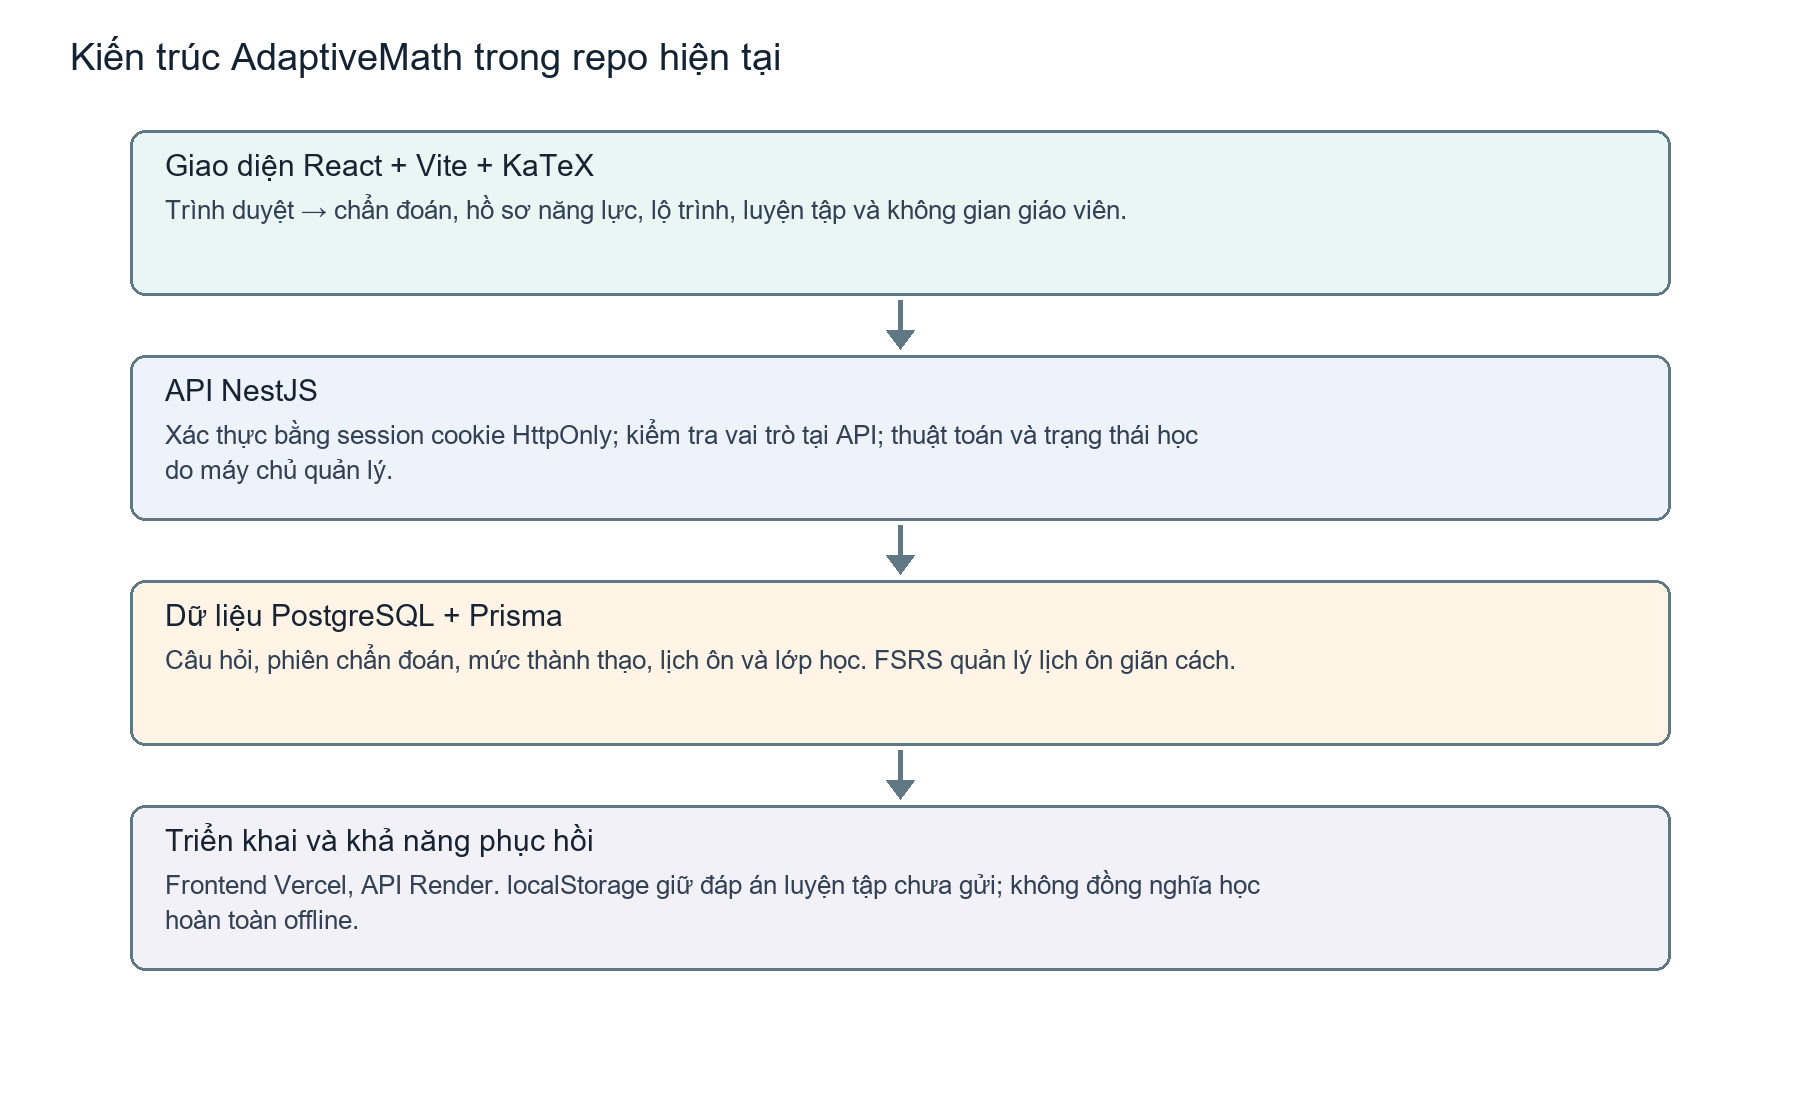 Kiến trúc AdaptiveMath trong repo hiện tại
Giao diện React + Vite + KaTeX
Trình duyệt → chẩn đoán, hồ sơ năng lực, lộ trình, luyện tập và không gian giáo viên.
API NestJS
Xác thực bằng session cookie HttpOnly; kiểm tra vai trò tại API; thuật toán và trạng thái học
do máy chủ quản lý.
Dữ liệu PostgreSQL + Prisma
Câu hỏi, phiên chẩn đoán, mức thành thạo, lịch ôn và lớp học. FSRS quản lý lịch ôn giãn cách.
Triển khai và khả năng phục hồi
Frontend Vercel, API Render. localStorage giữ đáp án luyện tập chưa gửi; không đồng nghĩa học
hoàn toàn offline.